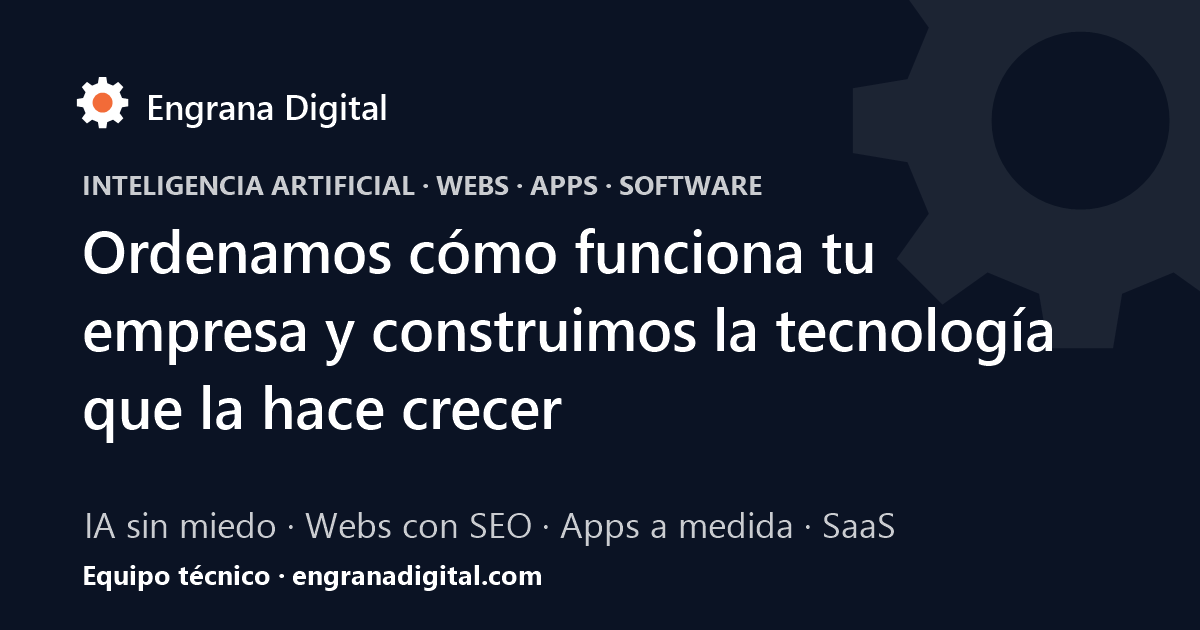 Engrana Digital
INTELIGENCIA ARTIFICIAL · WEBS · APPS · SOFTWARE
Ordenamos cómo funciona tu
empresa y construimos la tecnología
que la hace crecer
IA sin miedo · Webs con SEO · Apps a medida · SaaS
Equipo técnico · engranadigital.com